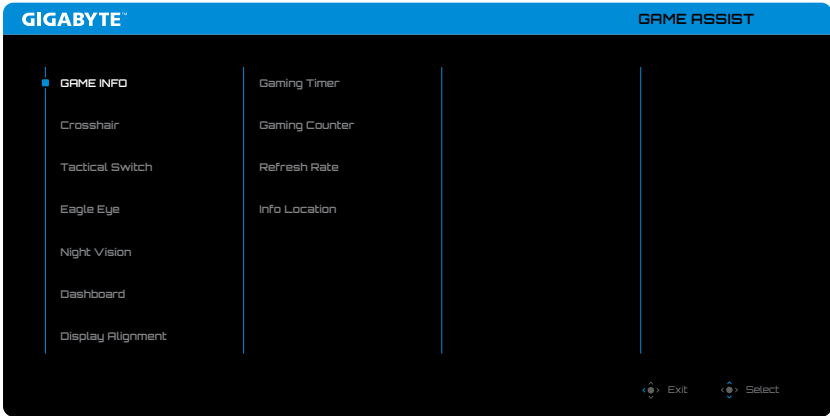 GIGABYTE™
GAME ASSIST
GAME INFO
Crosshair
Tactical Switch
Eagle Eye
Night Vision
Dashboard
Display Alignment
Gaming Timer
Gaming Counter
Refresh Rate
Info Location
Exit
Select